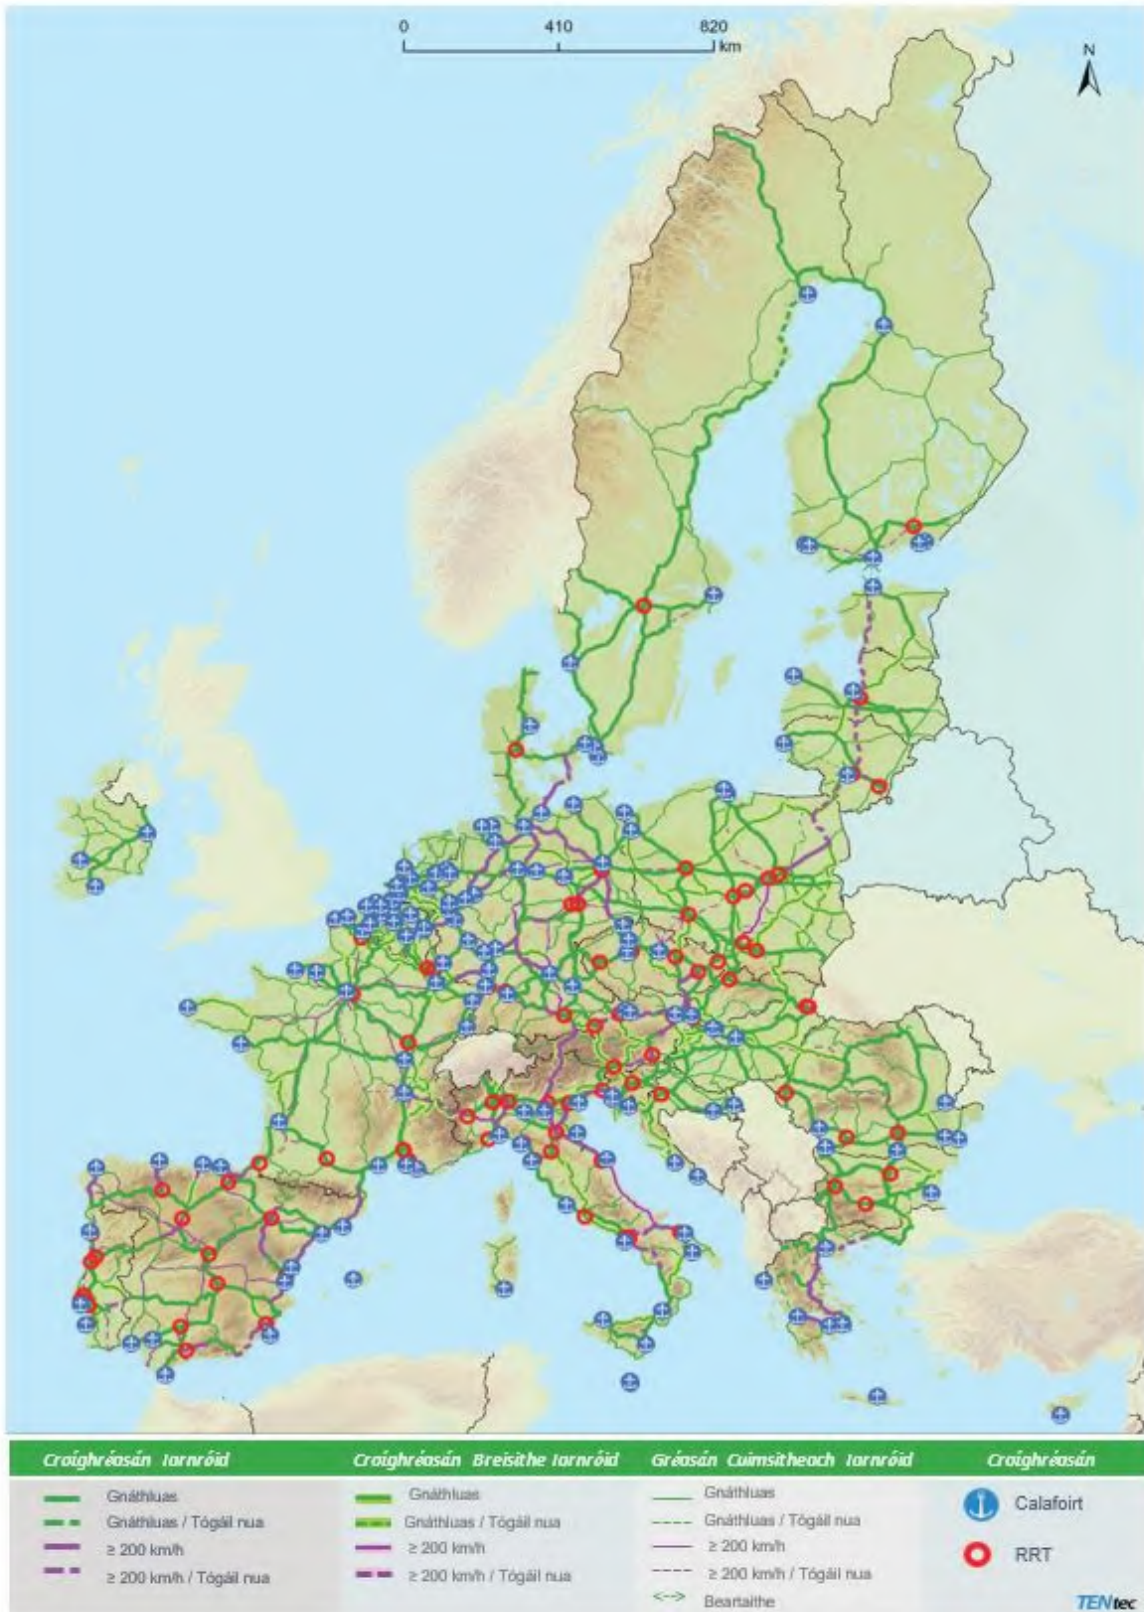 0 410 820
km
N
Croíghréasán Iarnróid
Gnáthluas
Gnáthluas / Tógáil nua
≥ 200 km/h
≥ 200 km/h / Tógáil nua
Croíghréasán Breisithe Iarnróid
Gnáthluas
Gnáthluas / Tógáil nua
≥ 200 km/h
≥ 200 km/h / Tógáil nua
Gréasán Cuimsitheach Iarnróid
Gnáthluas
Gnáthluas / Tógáil nua
≥ 200 km/h
≥ 200 km/h / Tógáil nua
Beartaithe
Croíghréasán
Calafoirt
RRT
TENtec